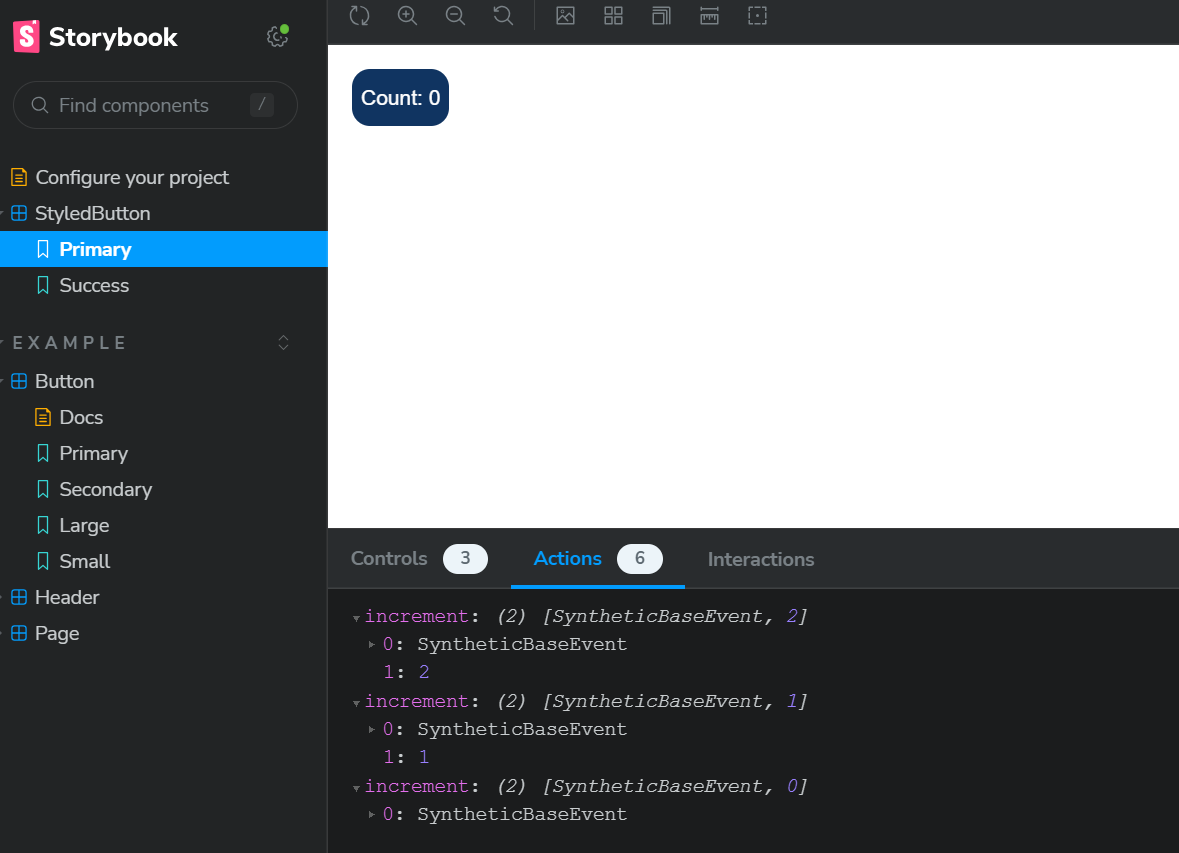 Storybook
Find components /
Configure your project
StyledButton
Primary
Success
EXAMPLE
Button
Docs
Primary
Secondary
Large
Small
Header
Page
Count: 0
Controls 3 Actions 6 Interactions
increment: (2) [SyntheticBaseEvent, 2]
0: SyntheticBaseEvent
1: 2
increment: (2) [SyntheticBaseEvent, 1]
0: SyntheticBaseEvent
1: 1
increment: (2) [SyntheticBaseEvent, 0]
0: SyntheticBaseEvent